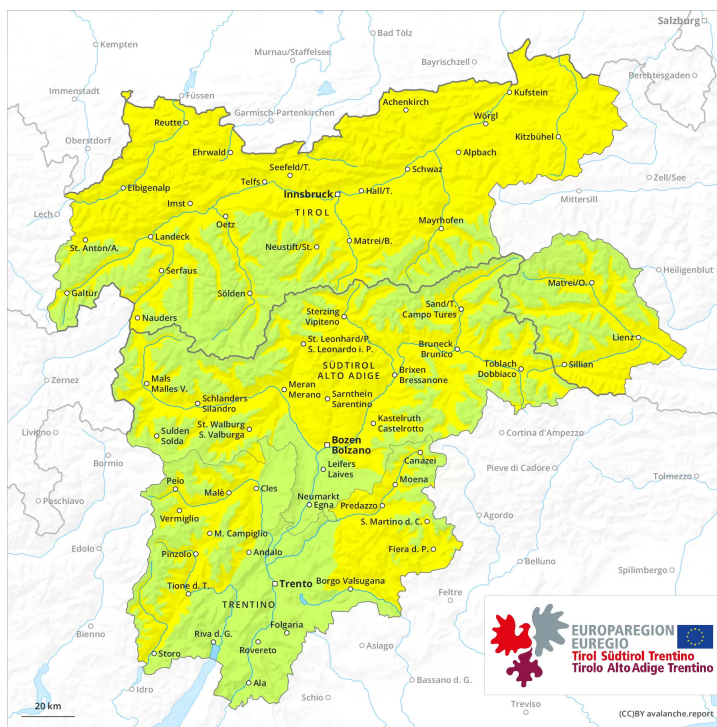 Salzburg
Kempten
Bad Tölz
Murnau/Staffelsee
Bayrischzell
Berchtesgaden
Immenstadt
Füssen
Garmisch-Partenkirchen
Achenkirch
Kufstein
Oberstdorf
Reutte
Wörgl
Kitzbühel
Ehrwald
Alpbach
Seefeld/T.
Schwaz
Zell/See
Elbigenalp
Telfs
Innsbruck
Hall/T.
Mittersill
Lech
Imst
TIROL
Oetz
Mayrhofen
St. Anton/A.
Landeck
Neustift/St.
Matrei/B.
Serfaus
Heiligenblut
Galtür
Sölden
Matrei/O.
Nauders
Sterzing
Vipiteno
Sand/T.
Campo Tures
St. Leonhard/P.
S. Leonardo i. P.
Bruneck
Brunico
Lienz
SÜDTIROL
ALTO ADIGE
Brixen
Bressanone
Toblach
Dobbiaco
Sillian
Zernez
Mals
Malles V.
Meran
Merano
Schlanders
Silandro
Sarnthein
Sarentino
St. Walburg
S. Valburga
Kastelruth
Castelrotto
Livigno
Sulden
Solda
Bozen
Bolzano
Cortina d'Ampezzo
Bormio
Canazei
Pieve di Cadore
Leifers
Laives
Tolmezzo
Peio
Malè
Cles
Moena
Poschiavo
Neumarkt
Egna
Predazzo
Vermiglio
Agordo
S. Martino d. C.
M. Campiglio
Edolo
Pinzolo
Andalo
Fiera d. P.
Belluno
Spilimbergo
Tione d. T.
Trento
Borgo Valsugana
Feltre
TRENTINO
Bienno
Folgaria
Riva d. G.
Rovereto
Asiago
Storo
Bassano d. G.
Idro
Ala
Schio
Treviso
EUROPAREGION
EUREGIO
Tirol Südtirol Trentino
Tirolo Alto Adige Trentino
20 km
(CC)BY avalanche.report